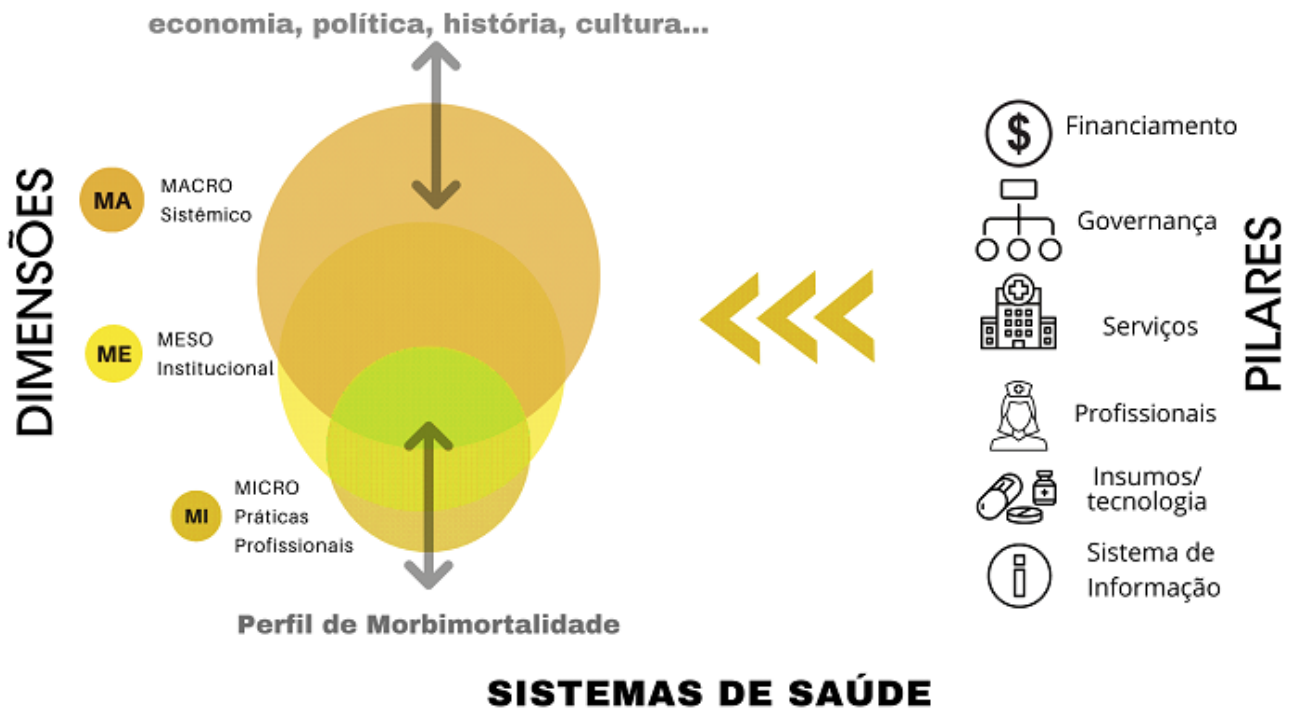 economia, política, história, cultura...
DIMENSÕES
MA
MACRO
Sistêmico
ME
MESO
Institucional
MI
MICRO
Práticas
Profissionais
Perfil de Morbimortalidade
$
Financiamento
Governança
Serviços
Profissionais
Insumos/
tecnologia
i
Sistema de
Informação
PILARES
SISTEMAS DE SAÚDE